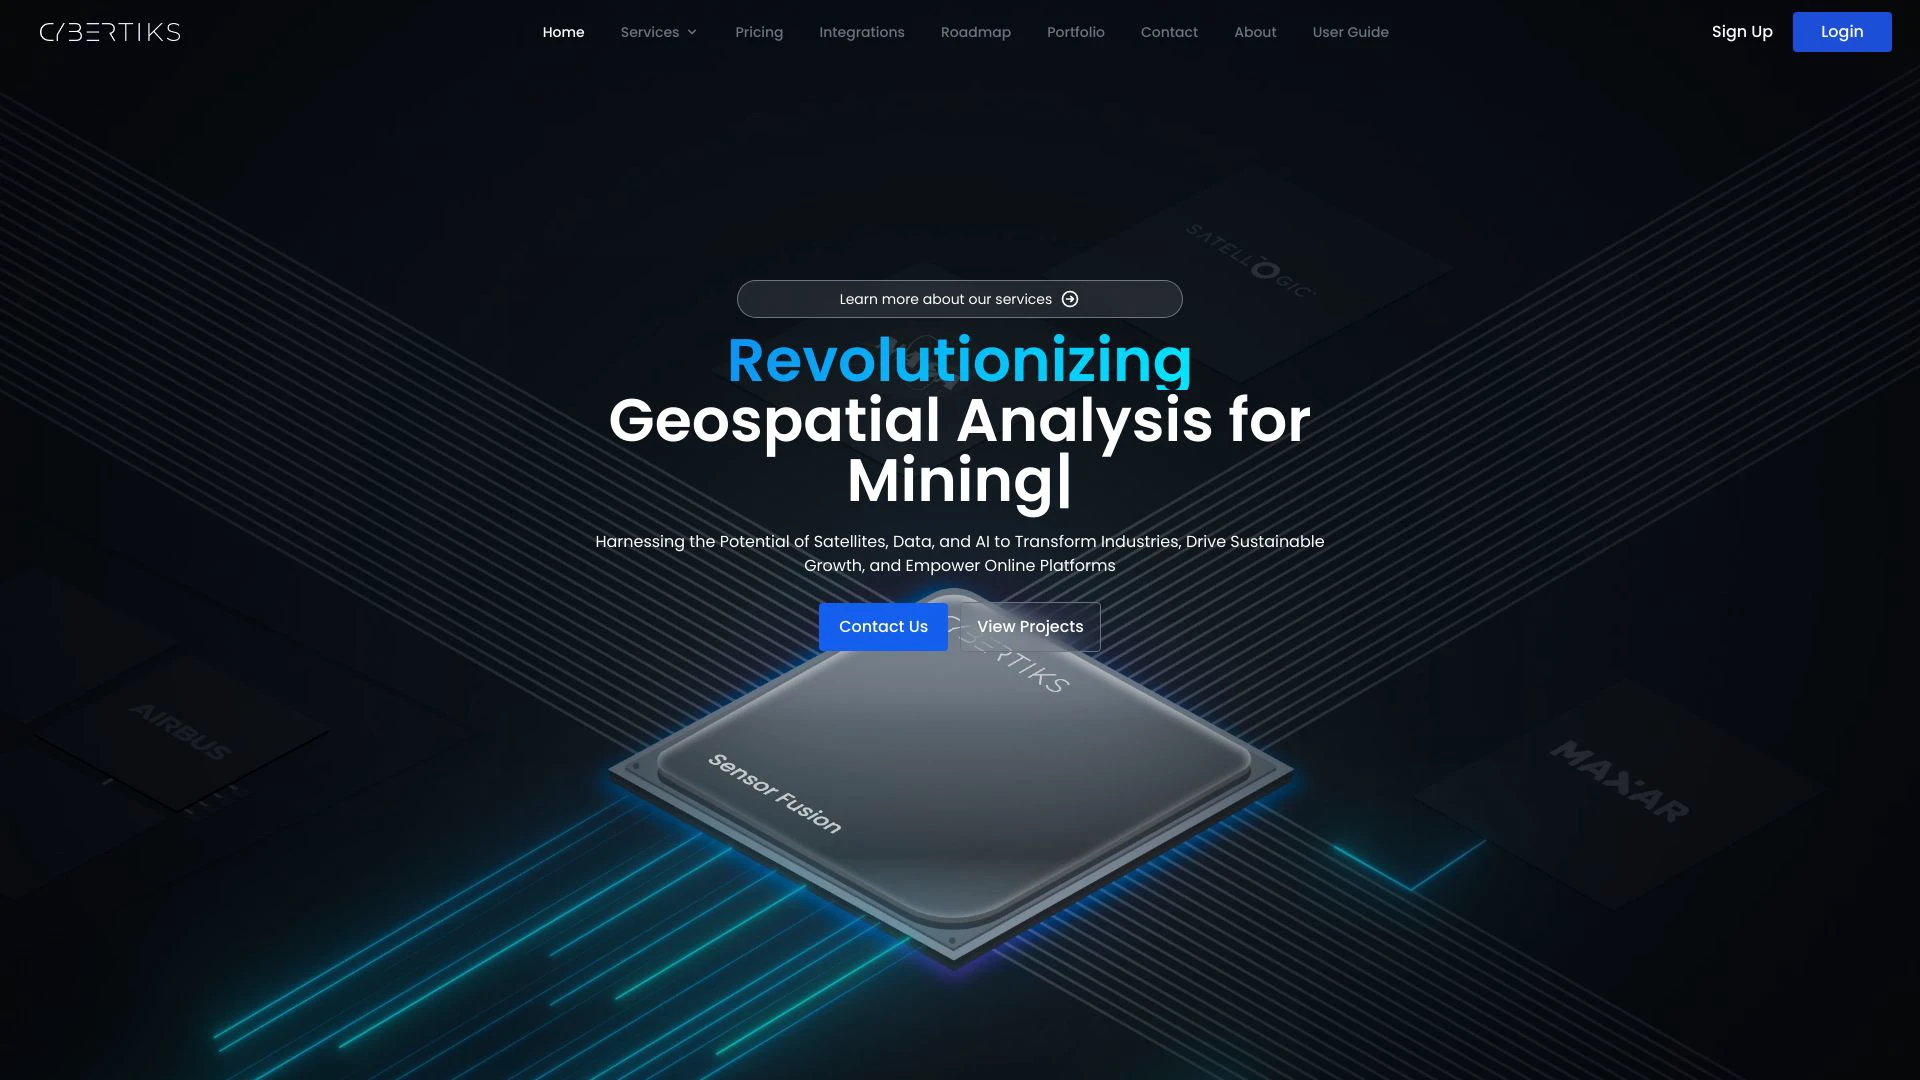 CYBERTIKS
Home Services Pricing Integrations Roadmap Portfolio Contact About User Guide
Sign Up Login
SATELLOGIC
Learn more about our services
Revolutionizing
Geospatial Analysis for
Mining|
Harnessing the Potential of Satellites, Data, and AI to Transform Industries, Drive Sustainable
Growth, and Empower Online Platforms
Contact Us View Projects
CYBERTIKS
Sensor Fusion
AIRBUS
MAXAR